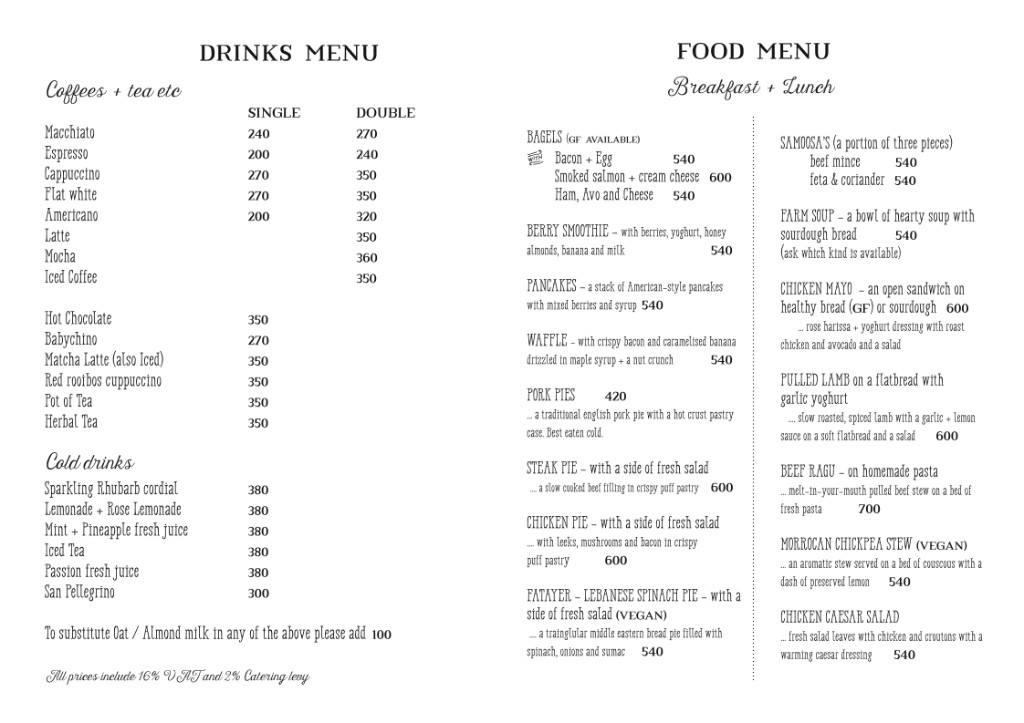 DRINKS MENU
Coffees + tea etc
SINGLE DOUBLE
Macchiato 240 270
Espresso 200 240
Cappuccino 270 350
Flat white 270 350
Americano 200 320
Latte 350
Mocha 360
Iced Coffee 350
Hot Chocolate 350
Babychino 270
Matcha Latte (also Iced) 350
Red rooibos cuppuccino 350
Pot of Tea 350
Herbal Tea 350
Cold drinks
Sparkling Rhubarb cordial 380
Lemonade + Rose Lemonade 380
Mint + Pineapple fresh juice 380
Iced Tea 380
Passion fresh juice 380
San Pellegrino 300
To substitute Oat / Almond milk in any of the above please add 100
All prices include 16% VAT and 2% Catering levy
FOOD MENU
Breakfast + Lunch
BAGELS (GF AVAILABLE)
Bacon + Egg 540
Smoked salmon + cream cheese 600
Ham, Avo and Cheese 540
BERRY SMOOTHIE – with berries, yoghurt, honey
almonds, banana and milk 540
PANCAKES – a stack of American-style pancakes
with mixed berries and syrup 540
WAFFLE – with crispy bacon and caramelised banana
drizzled in maple syrup + a nut crunch 540
PORK PIES 420
... a traditional english pork pie with a hot crust pastry
case. Best eaten cold.
STEAK PIE – with a side of fresh salad
... a slow cooked beef filling in crispy puff pastry 600
CHICKEN PIE – with a side of fresh salad
... with leeks, mushrooms and bacon in crispy
puff pastry 600
FATAYER – LEBANESE SPINACH PIE – with a
side of fresh salad (VEGAN)
.... a trainglular middle eastern bread pie filled with
spinach, onions and sumac 540
SAMOOSA'S (a portion of three pieces)
beef mince 540
feta & coriander 540
FARM SOUP – a bowl of hearty soup with
sourdough bread 540
(ask which kind is available)
CHICKEN MAYO – an open sandwich on
healthy bread (GF) or sourdough 600
... rose harissa + yoghurt dressing with roast
chicken and avocado and a salad
PULLED LAMB on a flatbread with
garlic yoghurt
.... slow roasted, spiced lamb with a garlic + lemon
sauce on a soft flatbread and a salad 600
BEEF RAGU – on homemade pasta
... melt-in-your-mouth pulled beef stew on a bed of
fresh pasta 700
MORROCAN CHICKPEA STEW (VEGAN)
... an aromatic stew served on a bed of couscous with a
dash of preserved lemon 540
CHICKEN CAESAR SALAD
... fresh salad leaves with chicken and croutons with a
warming caesar dressing 540